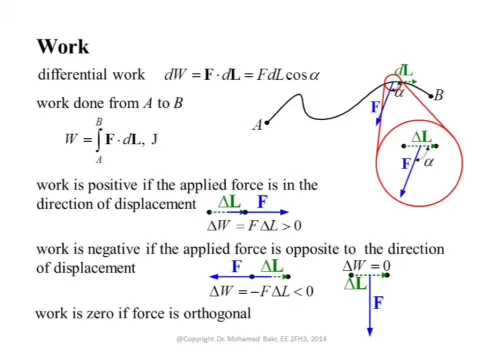 Work
differential work dW = F · dL = FdL cos α
work done from A to B
W = ∫_A^B F · dL, J
A
B
dL
F
α
ΔL
F
α
work is positive if the applied force is in the
direction of displacement ΔL F
ΔW = FΔL > 0
work is negative if the applied force is opposite to the direction
of displacement F ΔL ΔW = 0
ΔL
ΔW = −FΔL < 0 F
work is zero if force is orthogonal
@Copyright Dr. Mohamed Bakr, EE 2FH3, 2014